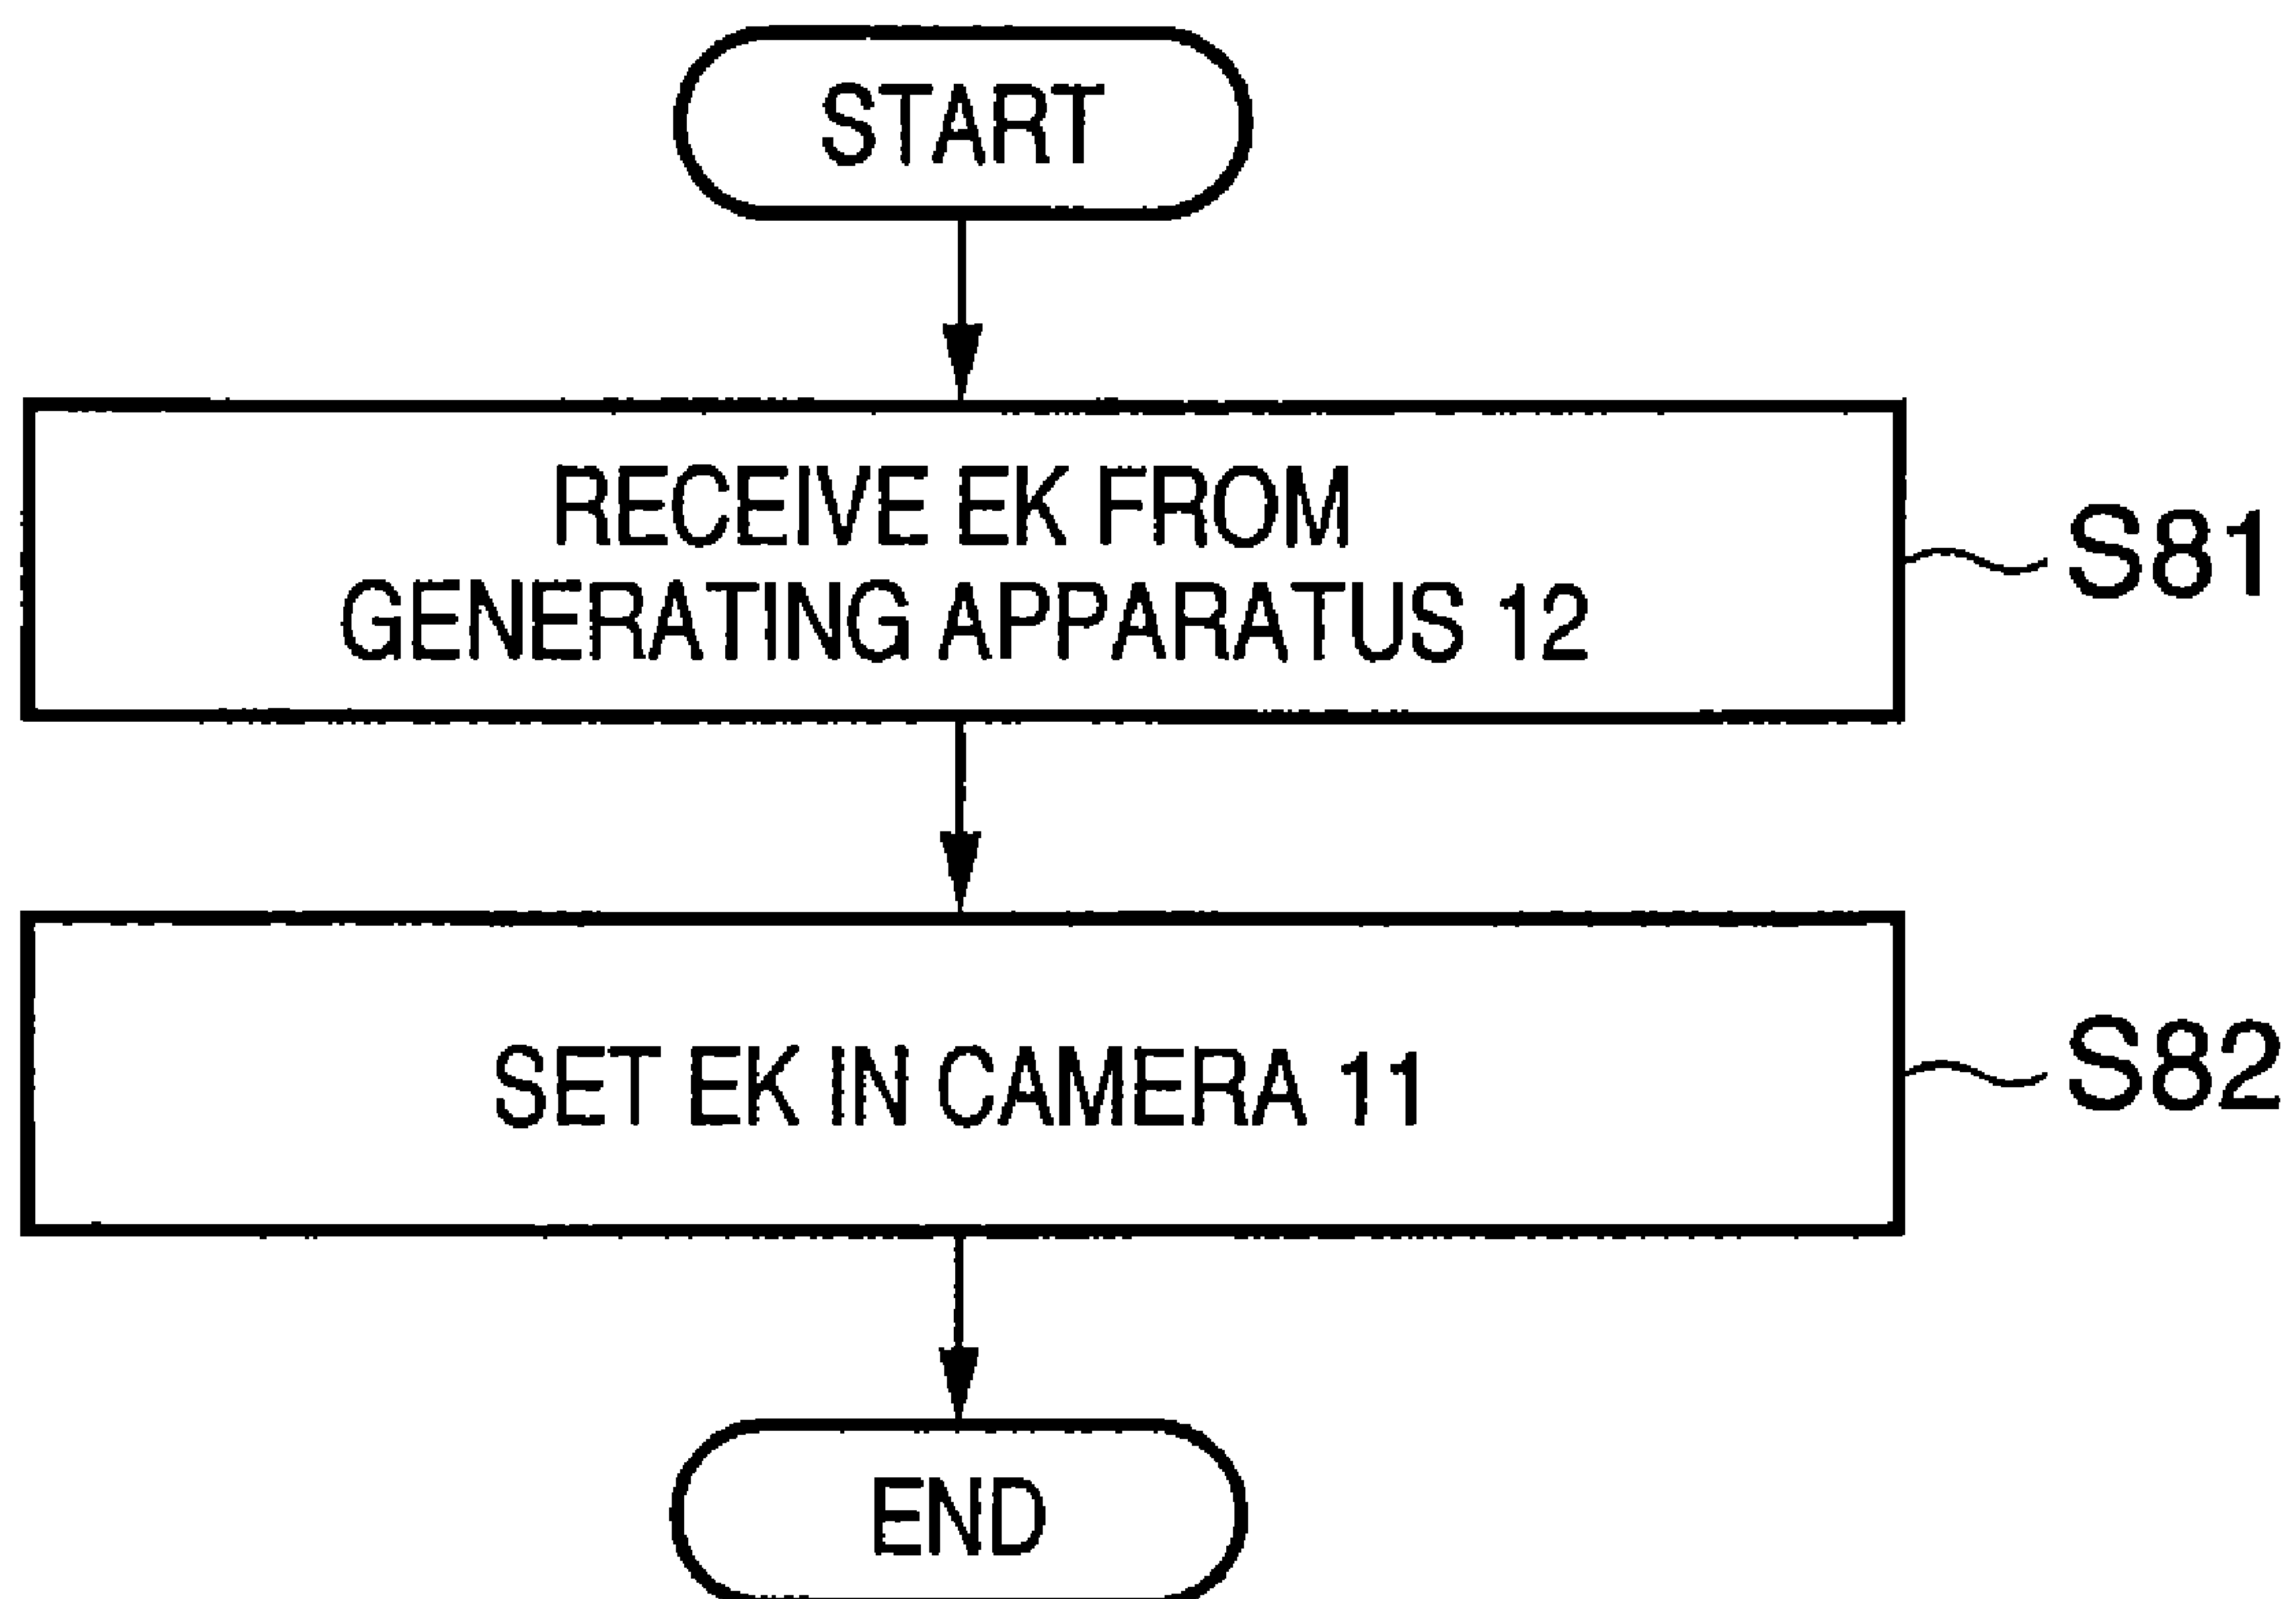 START
RECEIVE EK FROM
GENERATING APPARATUS 12
S81
SET EK IN CAMERA 11
S82
END